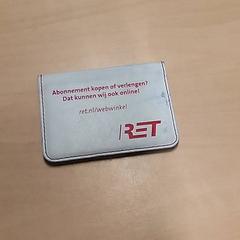 Abonnement kopen of verlengen?
Dat kunnen wij ook online!
ret.nl/webwinkel
RET